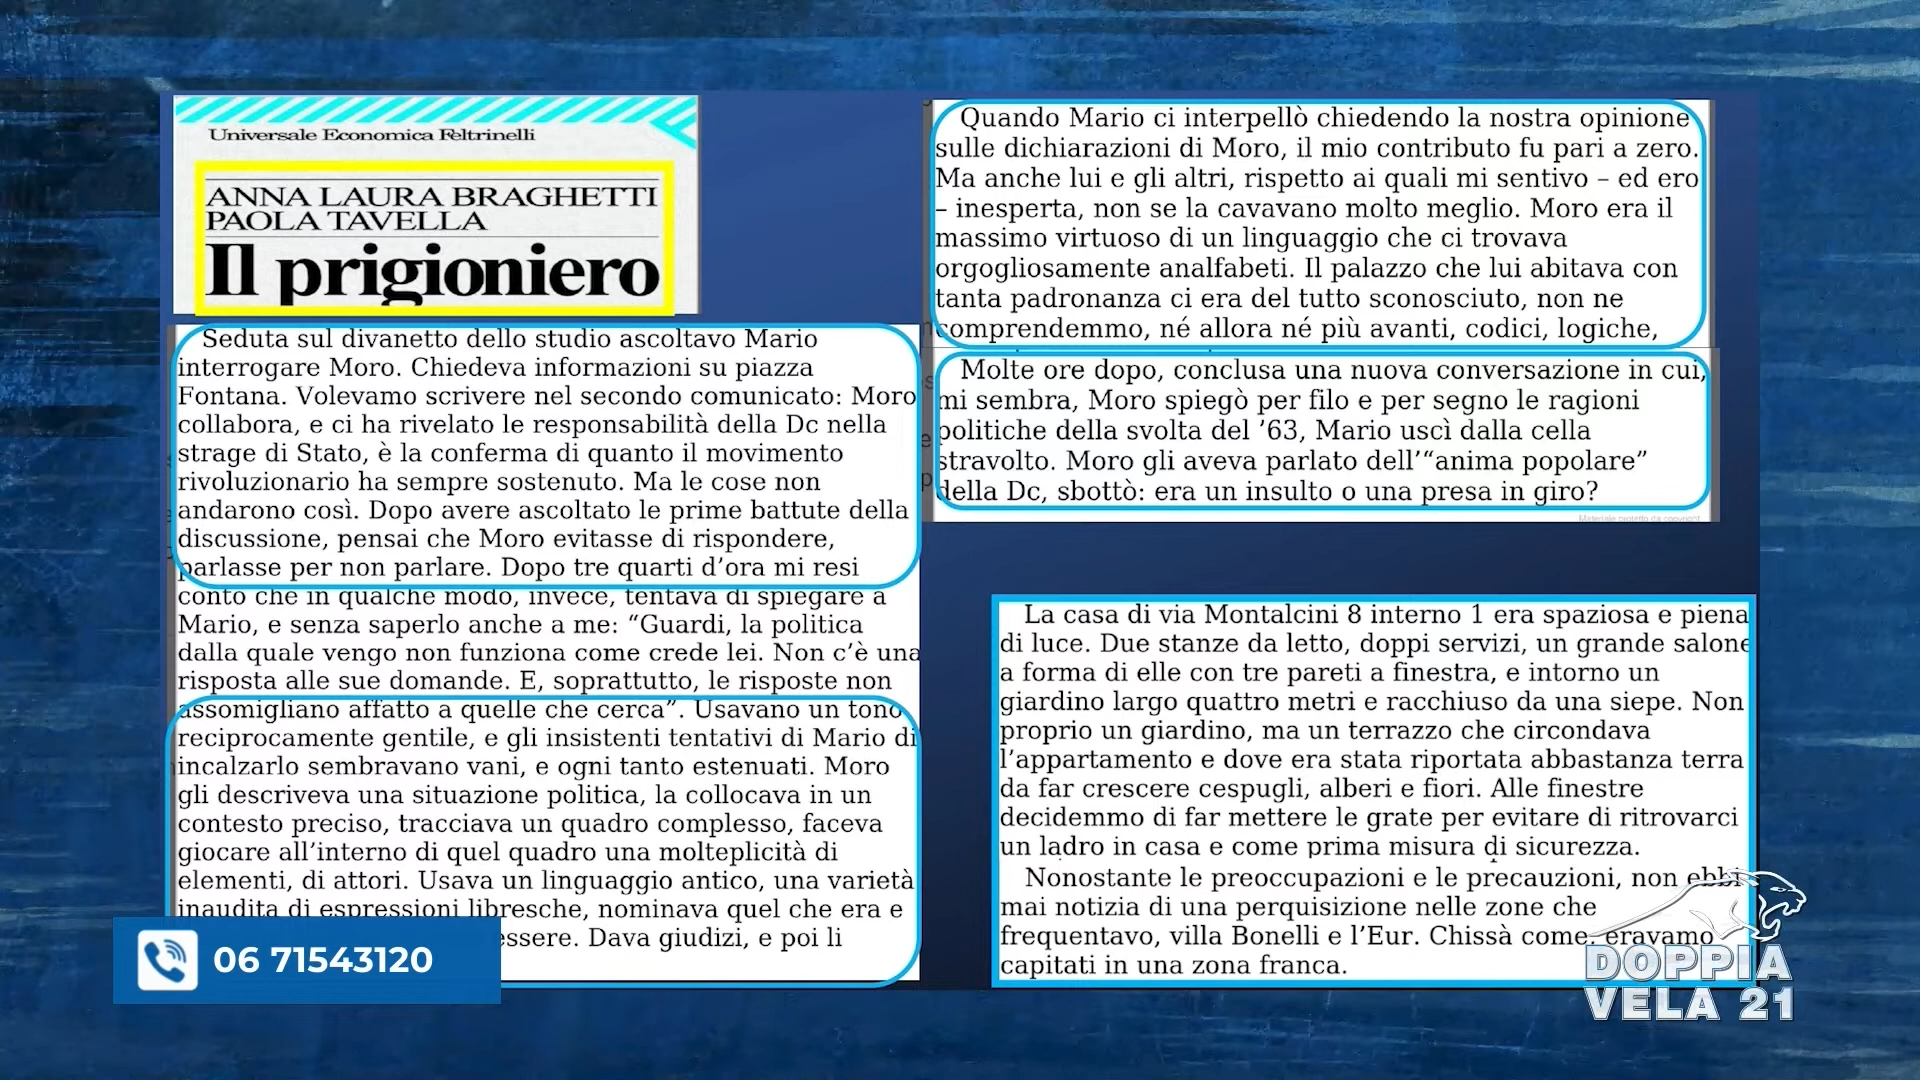 Universale Economica Feltrinelli
ANNA LAURA BRAGHETTI
PAOLA TAVELLA
Il prigioniero
Seduta sul divanetto dello studio ascoltavo Mario
interrogare Moro. Chiedeva informazioni su piazza
Fontana. Volevamo scrivere nel secondo comunicato: Moro
collabora, e ci ha rivelato le responsabilità della Dc nella
strage di Stato, è la conferma di quanto il movimento
rivoluzionario ha sempre sostenuto. Ma le cose non
andarono così. Dopo avere ascoltato le prime battute della
discussione, pensai che Moro evitasse di rispondere,
parlasse per non parlare. Dopo tre quarti d’ora mi resi
conto che in qualche modo, invece, tentava di spiegare a
Mario, e senza saperlo anche a me: “Guardi, la politica
dalla quale vengo non funziona come crede lei. Non c’è una
risposta alle sue domande. E, soprattutto, le risposte non
assomigliano affatto a quelle che cerca”. Usavano un tono
reciprocamente gentile, e gli insistenti tentativi di Mario di
incalzarlo sembravano vani, e ogni tanto estenuati. Moro
gli descriveva una situazione politica, la collocava in un
contesto preciso, tracciava un quadro complesso, faceva
giocare all’interno di quel quadro una molteplicità di
elementi, di attori. Usava un linguaggio antico, una varietà
inaudita di espressioni libresche, nominava quel che era e
essere. Dava giudizi, e poi li
Quando Mario ci interpellò chiedendo la nostra opinione
sulle dichiarazioni di Moro, il mio contributo fu pari a zero.
Ma anche lui e gli altri, rispetto ai quali mi sentivo – ed ero
– inesperta, non se la cavavano molto meglio. Moro era il
massimo virtuoso di un linguaggio che ci trovava
orgogliosamente analfabeti. Il palazzo che lui abitava con
tanta padronanza ci era del tutto sconosciuto, non ne
comprendemmo, né allora né più avanti, codici, logiche,
Molte ore dopo, conclusa una nuova conversazione in cui,
mi sembra, Moro spiegò per filo e per segno le ragioni
politiche della svolta del ’63, Mario uscì dalla cella
stravolto. Moro gli aveva parlato dell’“anima popolare”
della Dc, sbottò: era un insulto o una presa in giro?
Materiale protetto da copyright
La casa di via Montalcini 8 interno 1 era spaziosa e piena
di luce. Due stanze da letto, doppi servizi, un grande salone
a forma di elle con tre pareti a finestra, e intorno un
giardino largo quattro metri e racchiuso da una siepe. Non
proprio un giardino, ma un terrazzo che circondava
l’appartamento e dove era stata riportata abbastanza terra
da far crescere cespugli, alberi e fiori. Alle finestre
decidemmo di far mettere le grate per evitare di ritrovarci
un ladro in casa e come prima misura di sicurezza.
Nonostante le preoccupazioni e le precauzioni, non ebbi
mai notizia di una perquisizione nelle zone che
frequentavo, villa Bonelli e l’Eur. Chissà come, eravamo
capitati in una zona franca.
06 71543120
DOPPIA
VELA 21